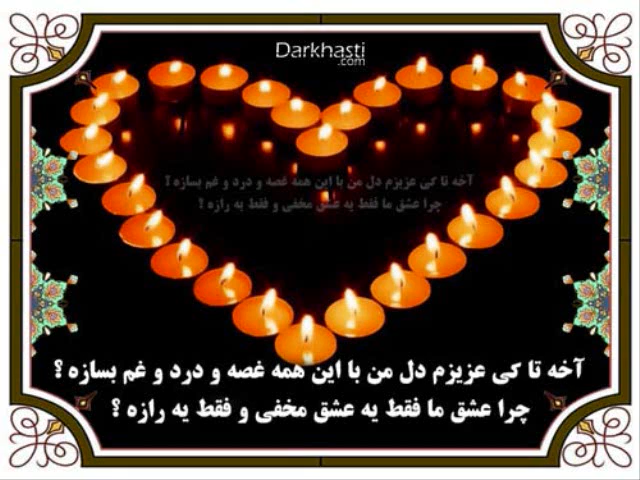 Darkhasti
.com
آخه تا کی عزیزم دل من با این همه غصه و درد و غم بسازه ؟
چرا عشق ما فقط یه عشق مخفی و فقط یه رازه ؟
آخه تا کی عزیزم دل من با این همه غصه و درد و غم بسازه ؟
چرا عشق ما فقط یه عشق مخفی و فقط یه رازه ؟